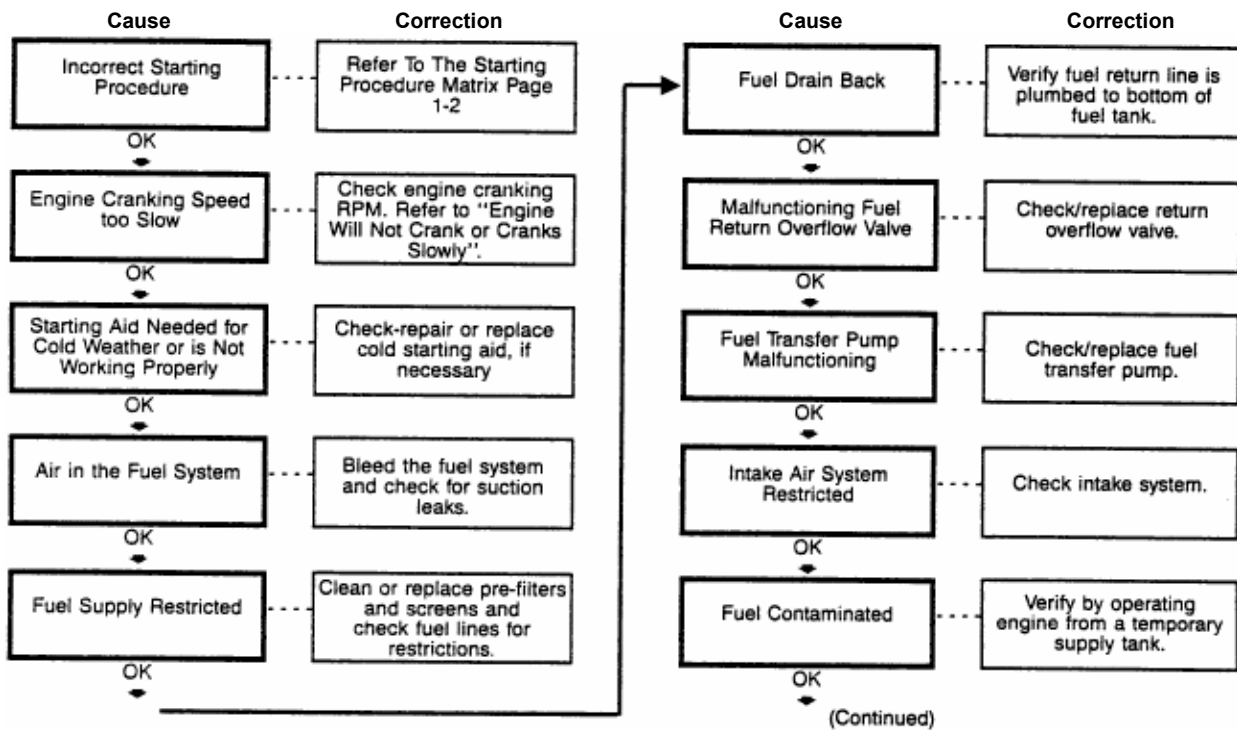 Cause
Correction
Incorrect Starting
Procedure
Refer To The Starting
Procedure Matrix Page
1-2
OK
Engine Cranking Speed
too Slow
Check engine cranking
RPM. Refer to "Engine
Will Not Crank or Cranks
Slowly".
OK
Starting Aid Needed for
Cold Weather or is Not
Working Properly
Check-repair or replace
cold starting aid, if
necessary
OK
Air in the Fuel System
Bleed the fuel system
and check for suction
leaks.
OK
Fuel Supply Restricted
Clean or replace pre-filters
and screens and
check fuel lines for
restrictions.
OK
Cause
Correction
Fuel Drain Back
Verify fuel return line is
plumbed to bottom of
fuel tank.
OK
Malfunctioning Fuel
Return Overflow Valve
Check/replace return
overflow valve.
OK
Fuel Transfer Pump
Malfunctioning
Check/replace fuel
transfer pump.
OK
Intake Air System
Restricted
Check intake system.
OK
Fuel Contaminated
Verify by operating
engine from a temporary
supply tank.
OK
(Continued)